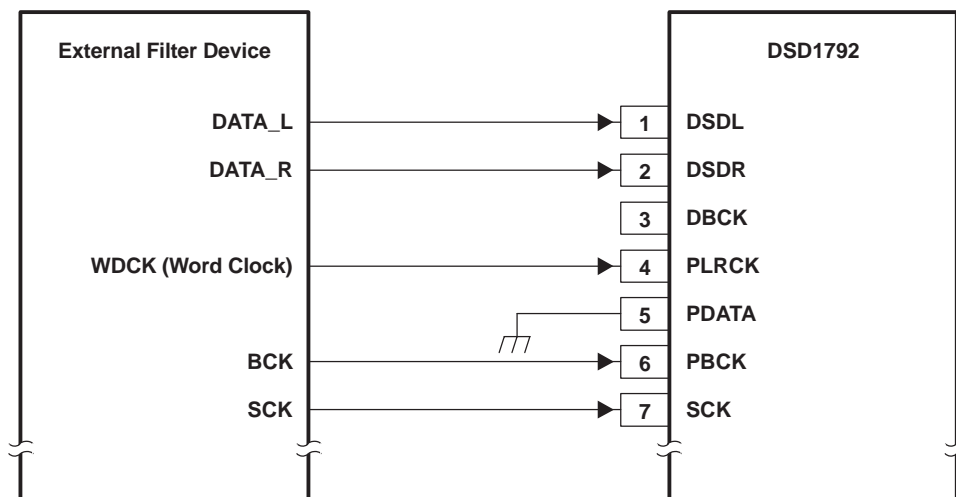 External Filter Device
DSD1792
DATA_L
1
DSDL
DATA_R
2
DSDR
3
DBCK
WDCK (Word Clock)
4
PLRCK
5
PDATA
BCK
6
PBCK
SCK
7
SCK